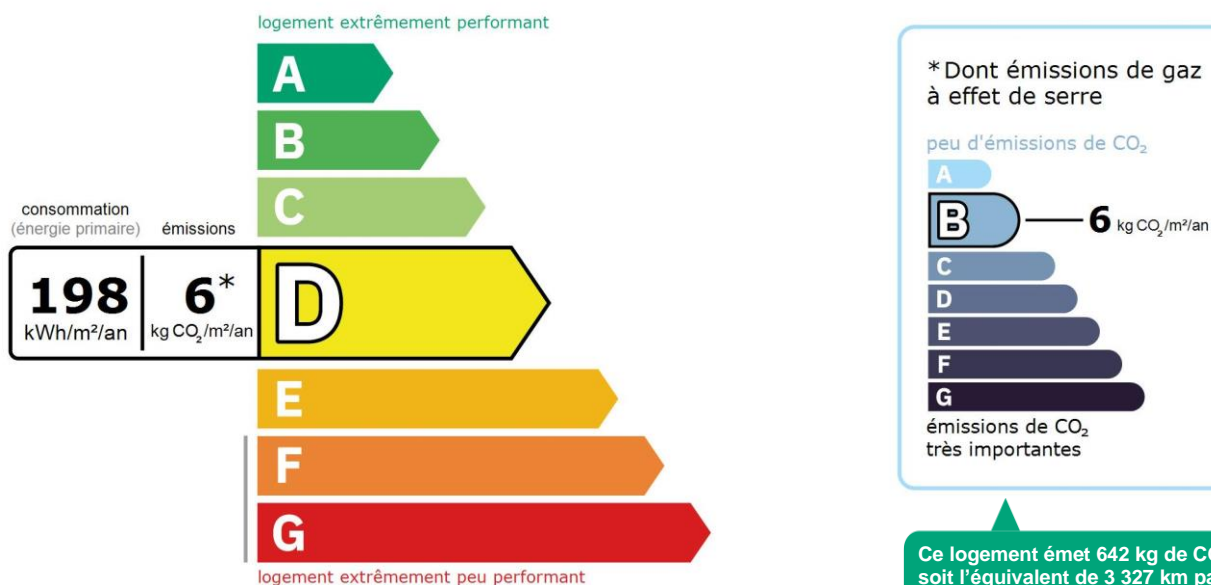 logement extrêmement performant
A
B
C
consommation
(énergie primaire)
émissions
198
kWh/m²/an
6*
kg CO₂/m²/an
D
E
F
G
logement extrêmement peu performant
*Dont émissions de gaz
à effet de serre
peu d'émissions de CO₂
A
B
6 kg CO₂/m²/an
C
D
E
F
G
émissions de CO₂
très importantes
Ce logement émet 642 kg de
soit l'équivalent de 3 327 km